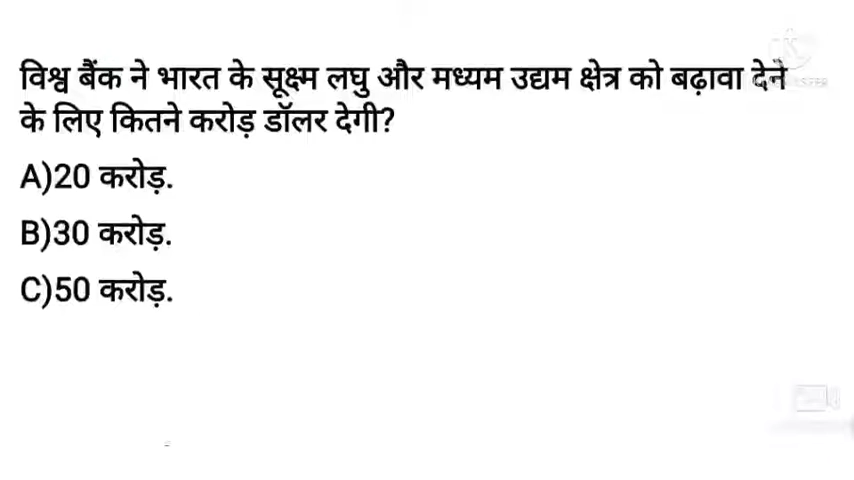 विश्व बैंक ने भारत के सूक्ष्म लघु और मध्यम उद्यम क्षेत्र को बढ़ावा देने
के लिए कितने करोड़ डॉलर देगी?
A)20 करोड़.
B)30 करोड़.
C)50 करोड़.